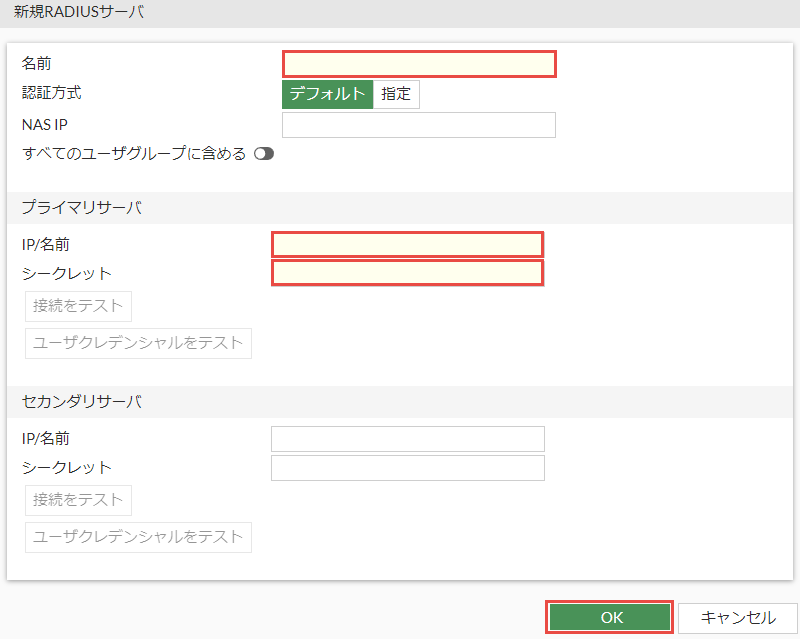 新規RADIUSサーバ
名前
認証方式 デフォルト 指定
NAS IP
すべてのユーザグループに含める
プライマリサーバ
IP/名前
シークレット
接続をテスト
ユーザクレデンシャルをテスト
セカンダリサーバ
IP/名前
シークレット
接続をテスト
ユーザクレデンシャルをテスト
OK キャンセル